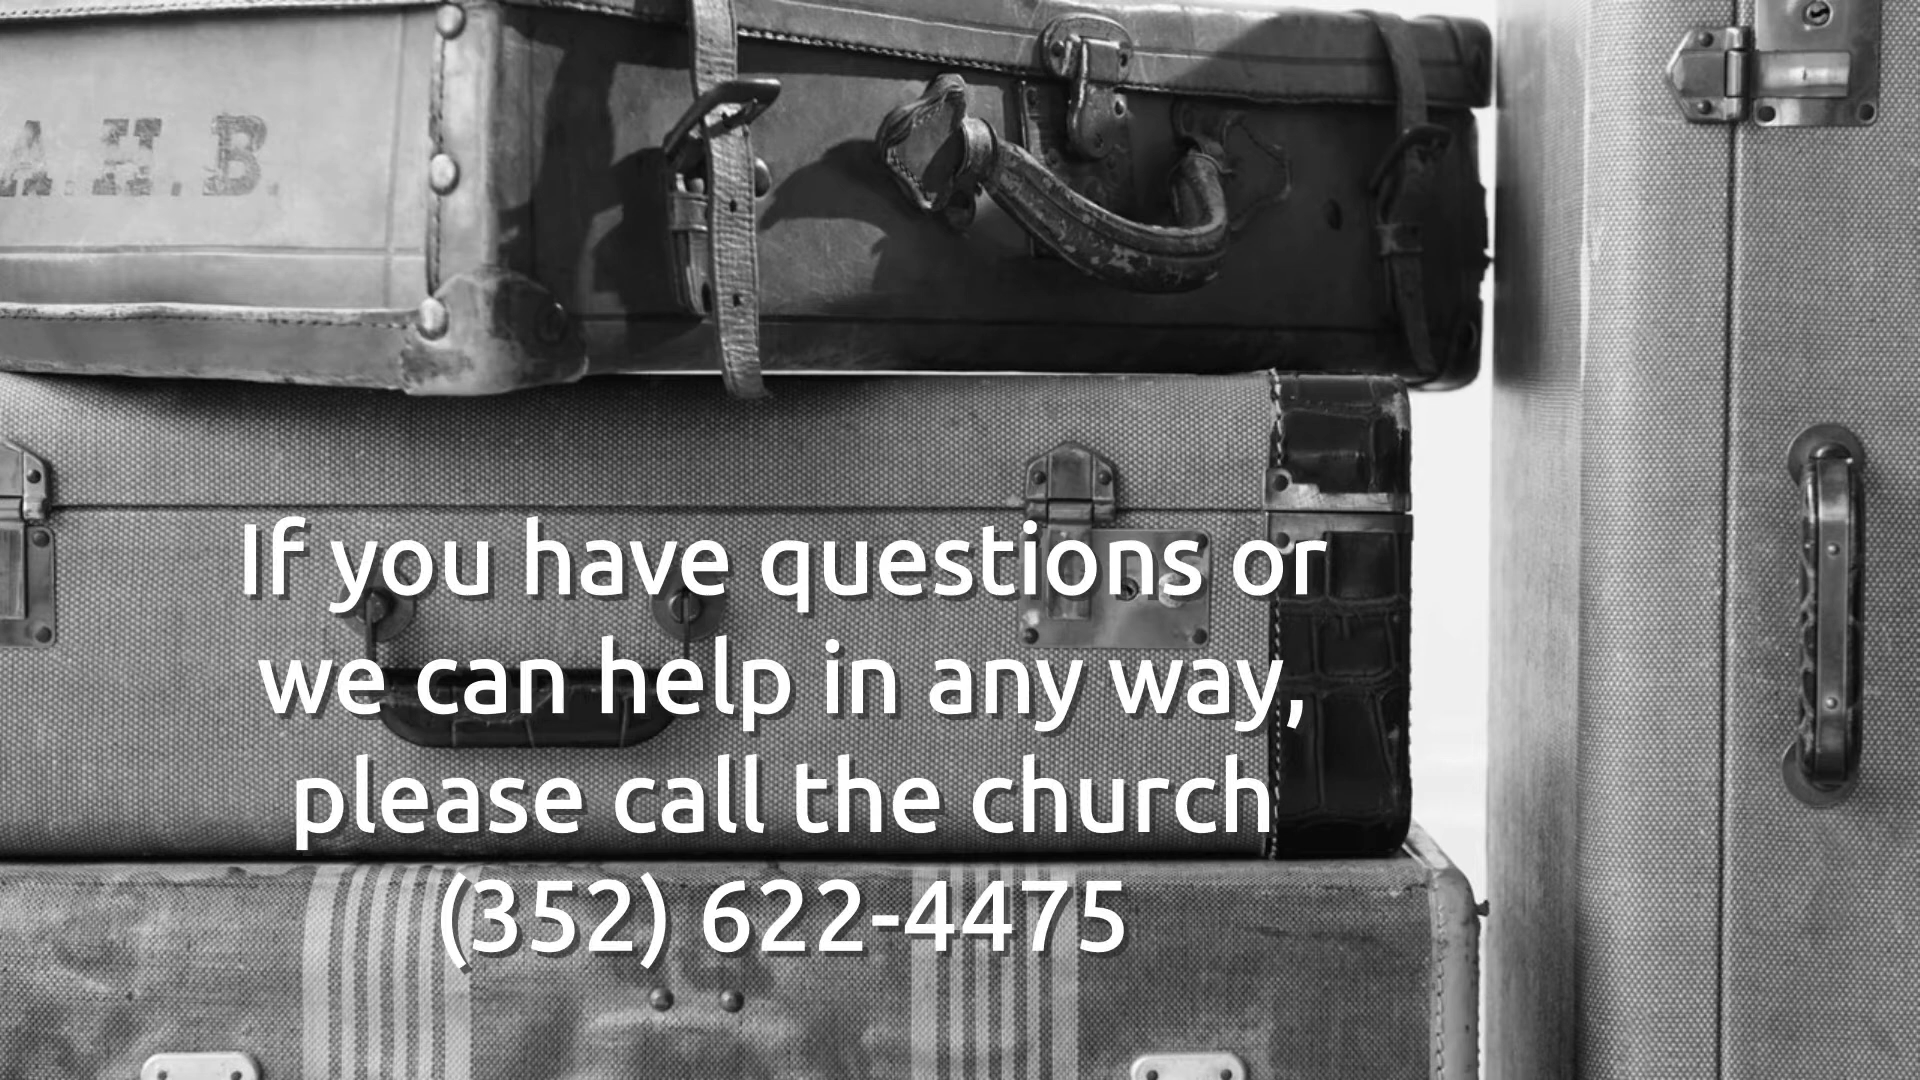 A.H.B.
If you have questions or
we can help in any way,
please call the church
(352) 622-4475